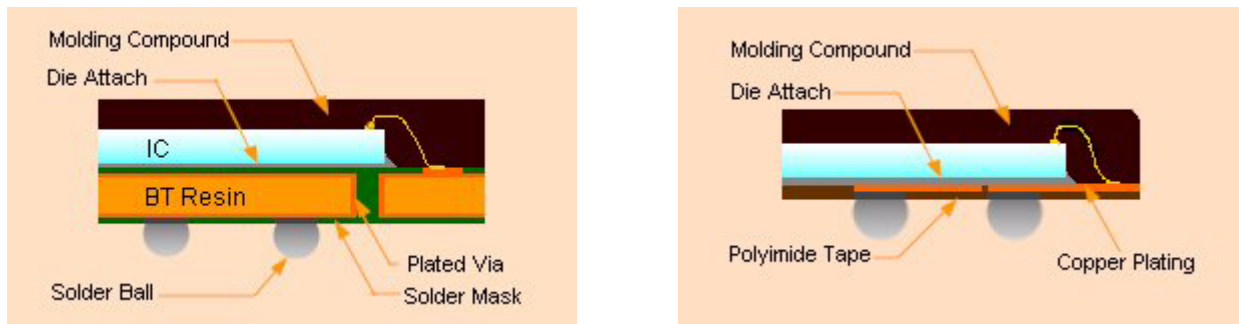 Molding Compound
Die Attach
IC
BT Resin
Plated Via
Solder Ball
Solder Mask
Molding Compound
Die Attach
Polyimide Tape
Copper Plating